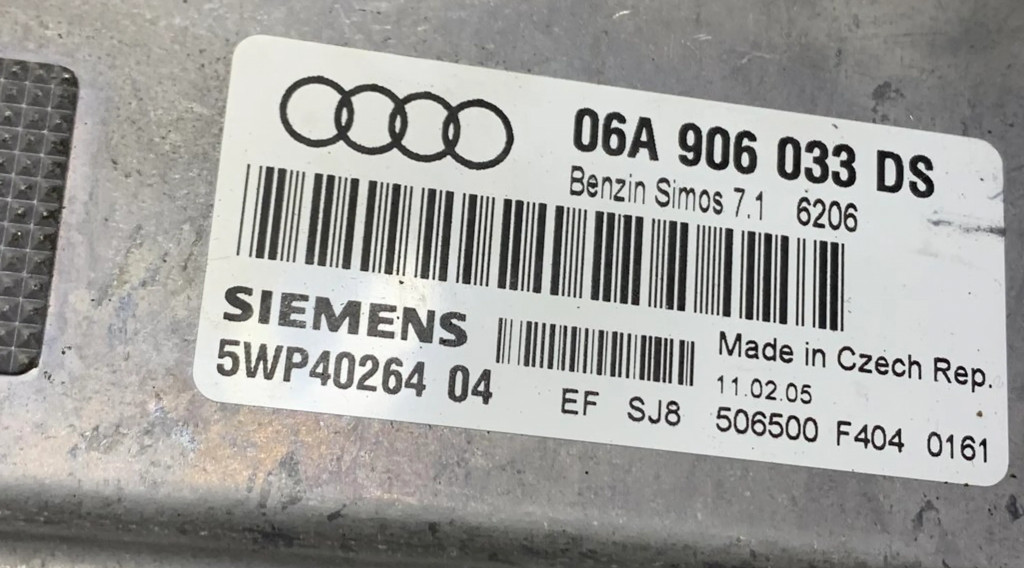 06A 906 033 DS
Benzin Simos 7.1 6206
SIEMENS
5WP40264 04
Made in Czech Rep.
11.02.05
EF SJ8 506500 F404 0161